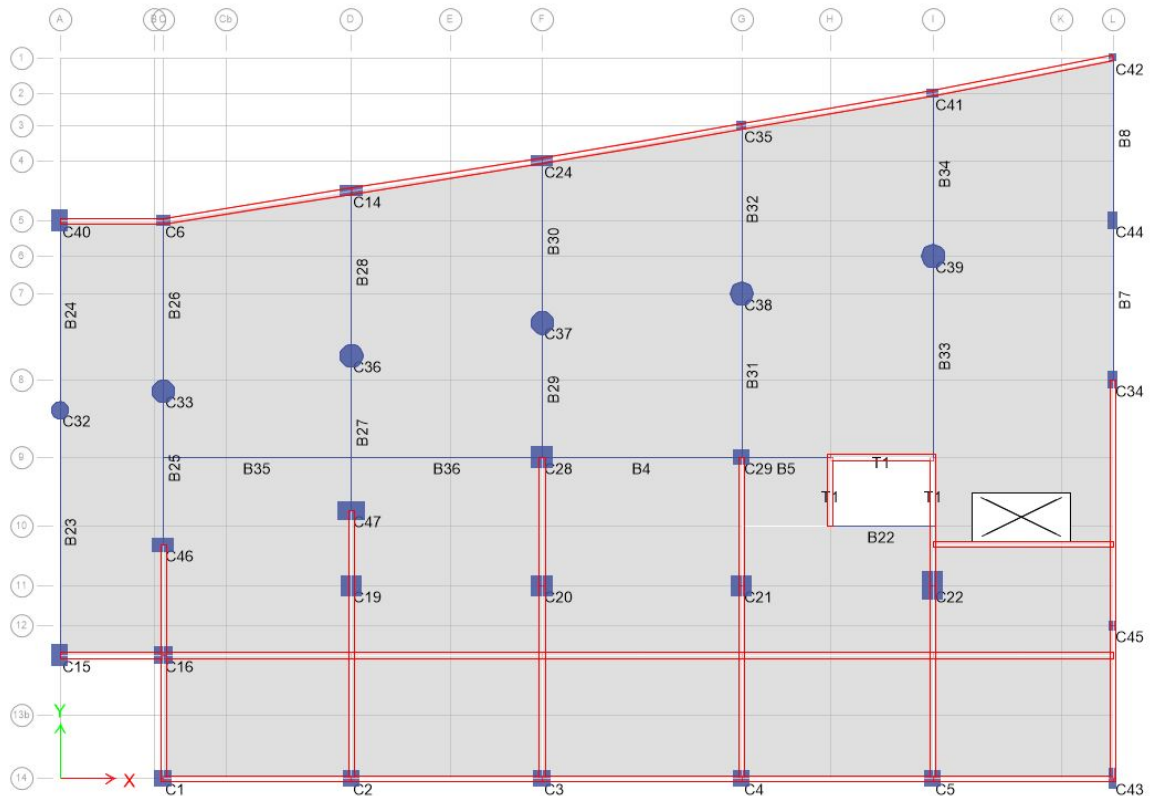 A B C Cb D E F G H I K L
1
C42
2
C41
3
C35
B8
4
C24
B34
C14
B32
5
C40 C6 C44
B30
6
C39
B28
7
C38
B26 B7
B24
C37
C36
B33
B31
8
C34
B29
C33
C32
B27
9
B35 B36 C28 B4 C29 B5 T1
B25
T1 T1
C47
10
B23
B22
C46
11
C19 C20 C21 C22
12
C45
C15 C16
13b
Y
14
X
C1 C2 C3 C4 C5 C43